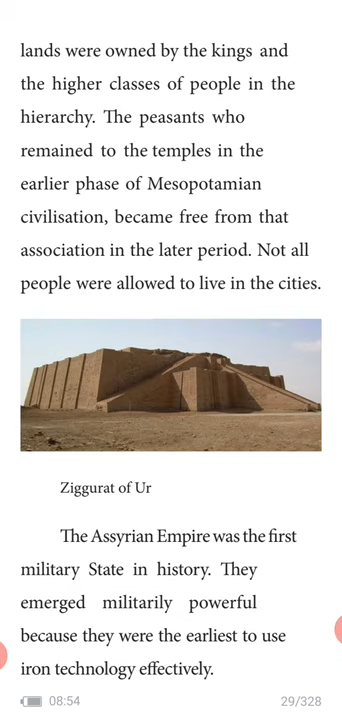 lands were owned by the kings and
the higher classes of people in the
hierarchy. The peasants who
remained to the temples in the
earlier phase of Mesopotamian
civilisation, became free from that
association in the later period. Not all
people were allowed to live in the cities.
Ziggurat of Ur
The Assyrian Empire was the first
military State in history. They
emerged militarily powerful
because they were the earliest to use
iron technology effectively.
08:54 29/328